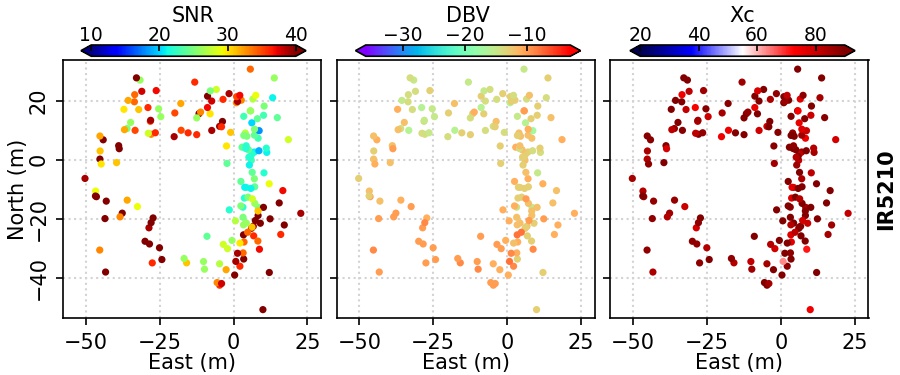 SNR DBV Xc
10 20 30 40 −30 −20 −10 20 40 60 80
20
0
−20
−40
North (m)
−50 −25 0 25 −50 −25 0 25 −50 −25 0 25
East (m) East (m) East (m)
IR5210